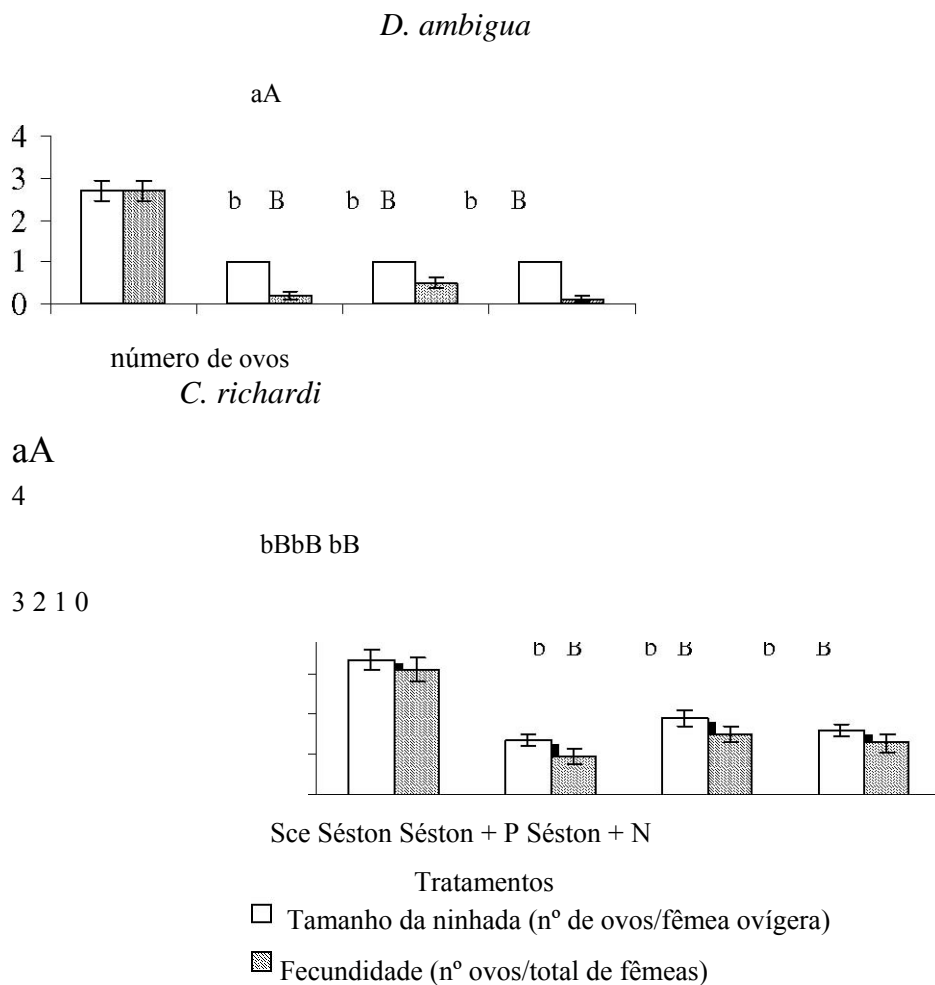 D. ambigua
aA
4
3
b B b B b B
2
1
0
número de ovos
C. richardi
aA
4
bBbB bB
3 2 1 0
b B b B b B
Sce Séston Séston + P Séston + N
Tratamentos
Tamanho da ninhada (nº de ovos/fêmea ovígera)
Fecundidade (nº ovos/total de fêmeas)